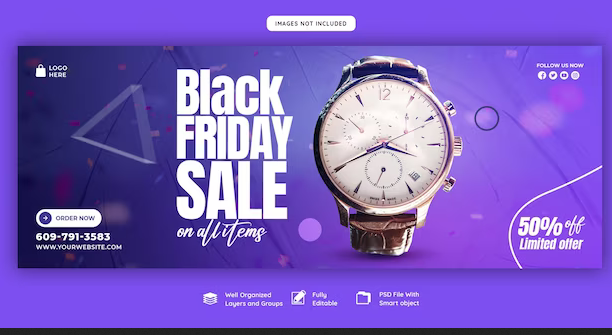 IMAGES NOT INCLUDED
LOGO
HERE
FOLLOW US NOW
Black
FRIDAY
SALE
on all items
12
ORDER NOW
609-791-3583
WWW.YOURWEBSITE.COM
50% off
Limited offer
Well Organized
Layers and Groups
Fully
Editable
PSD File With
Smart object